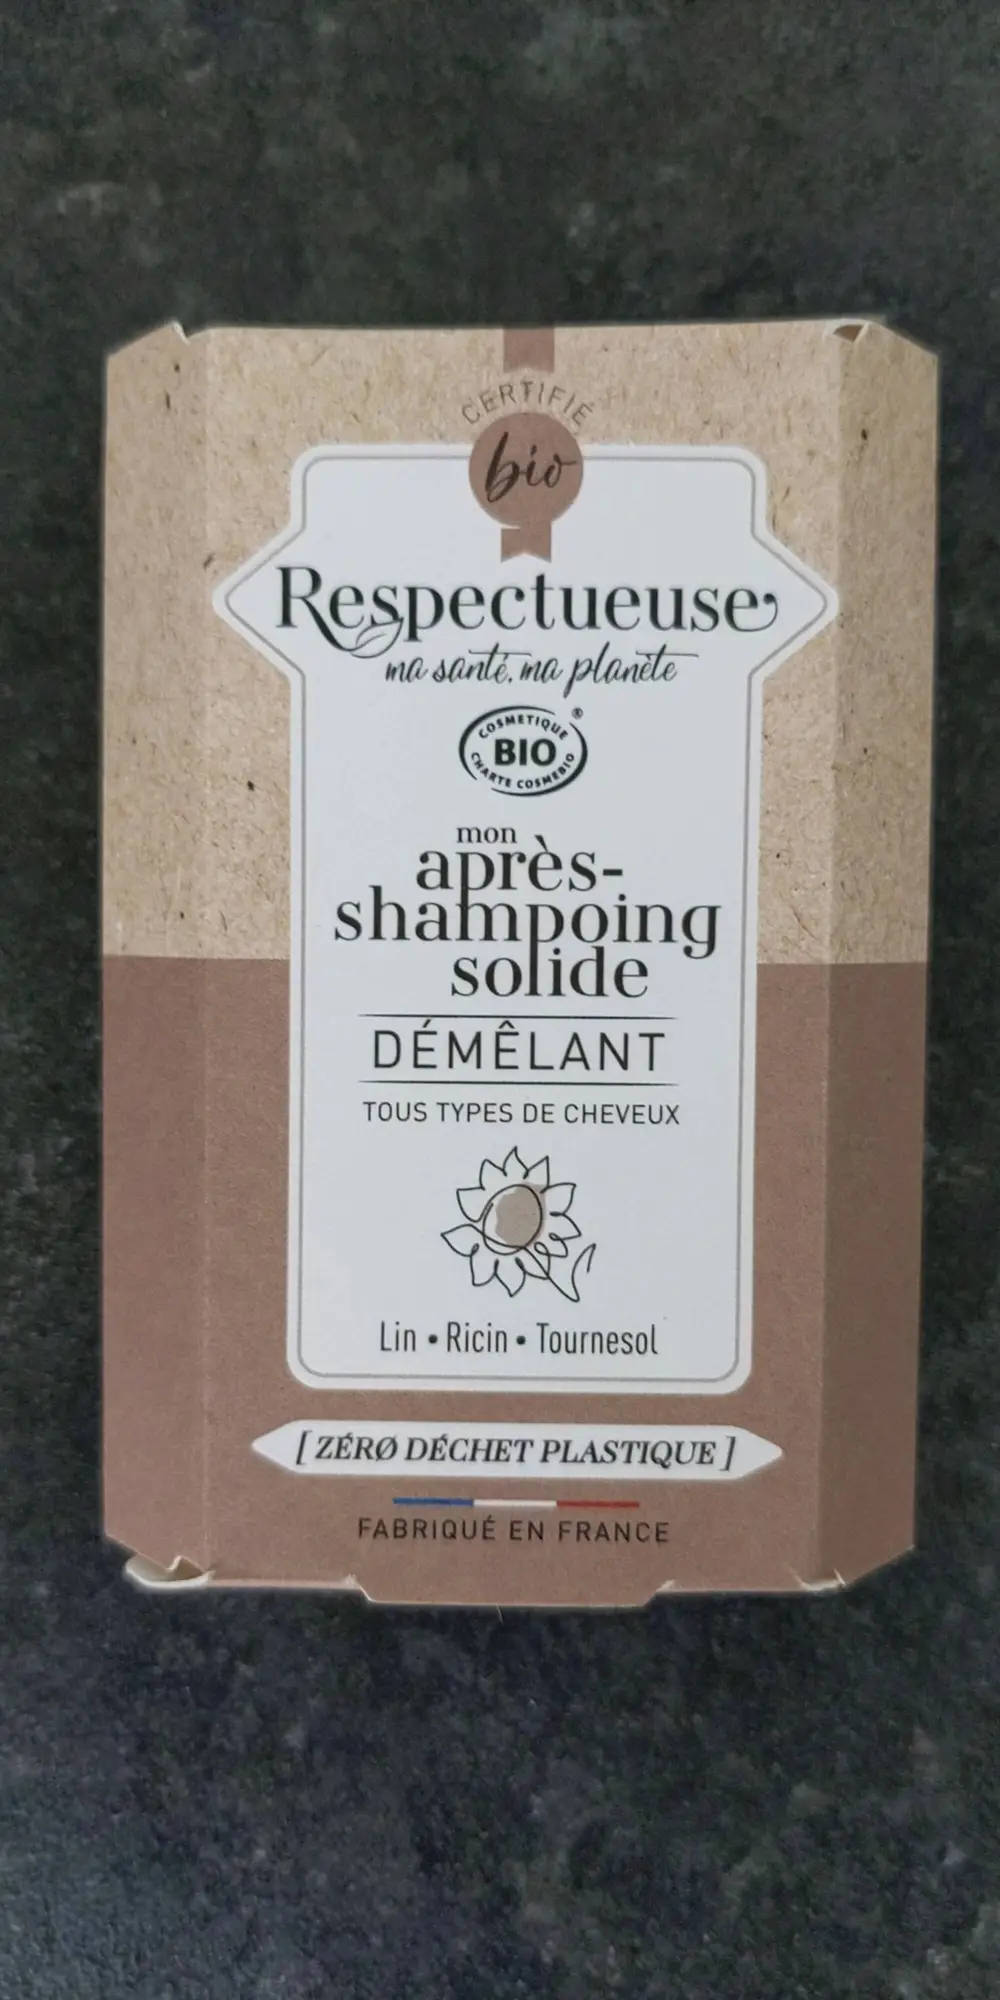 CERTIFIÉ
bio
Respectueuse
ma santé, ma planète
COSMETIQUE
®
BIO
CHARTE COSMEBIO
mon
après-
shampoing
solide
DÉMÊLANT
TOUS TYPES DE CHEVEUX
Lin • Ricin • Tournesol
[ ZÉRØ DÉCHET PLASTIQUE ]
FABRIQUÉ EN FRANCE